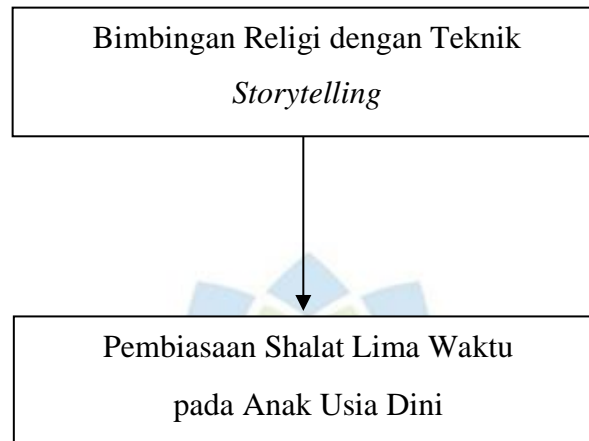 Bimbingan Religi dengan Teknik
Storytelling
Pembiasaan Shalat Lima Waktu
pada Anak Usia Dini